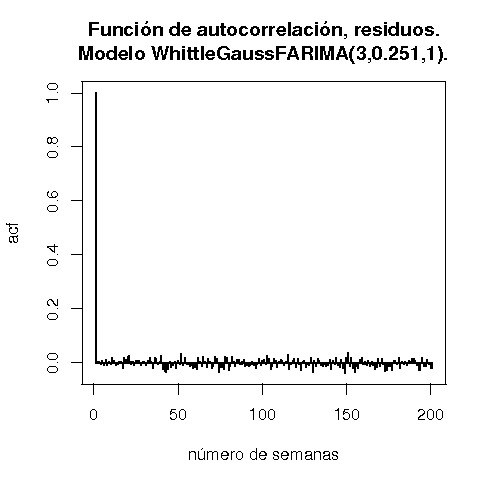 Función de autocorrelación, residuos.
Modelo WhittleGaussFARIMA(3,0.251,1).
acf
1.0
0.8
0.6
0.4
0.2
0.0
0 50 100 150 200
número de semanas